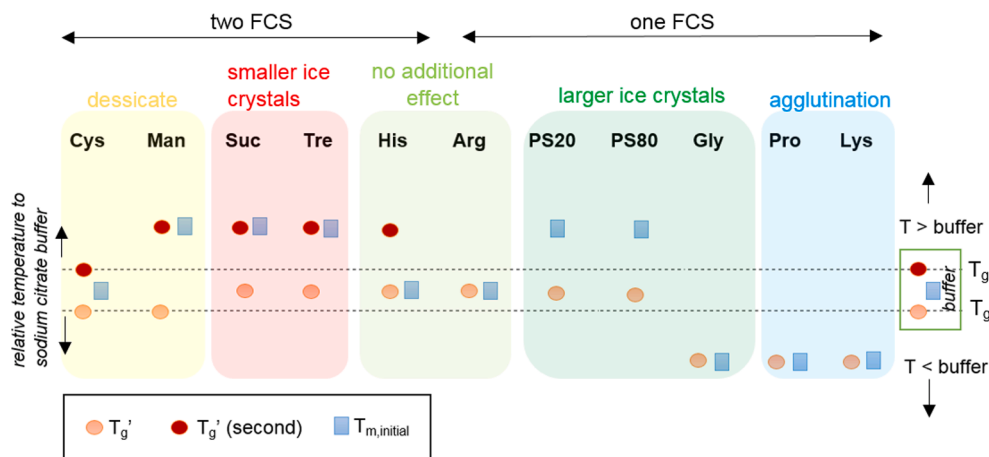 two FCS
one FCS
dessicate
smaller ice
crystals
no additional
effect
larger ice crystals
agglutination
Cys Man Suc Tre His Arg PS20 PS80 Gly Pro Lys
relative temperature to
sodium citrate buffer
T > buffer
Tg
buffer
Tg
T < buffer
Tg’ Tg’ (second) Tm,initial